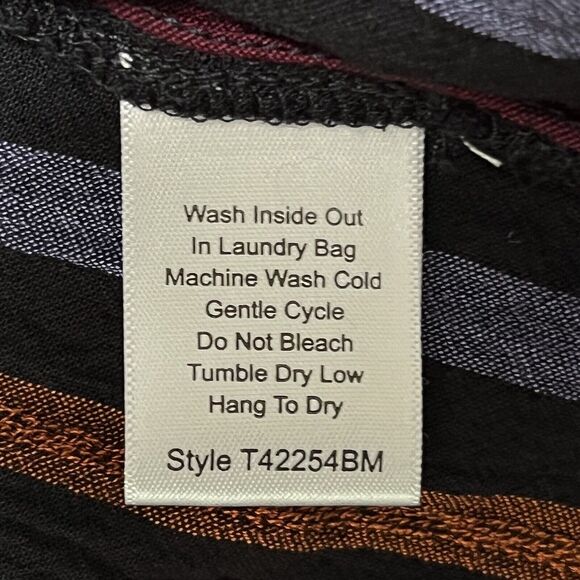 Wash Inside Out
In Laundry Bag
Machine Wash Cold
Gentle Cycle
Do Not Bleach
Tumble Dry Low
Hang To Dry
Style T42254BM